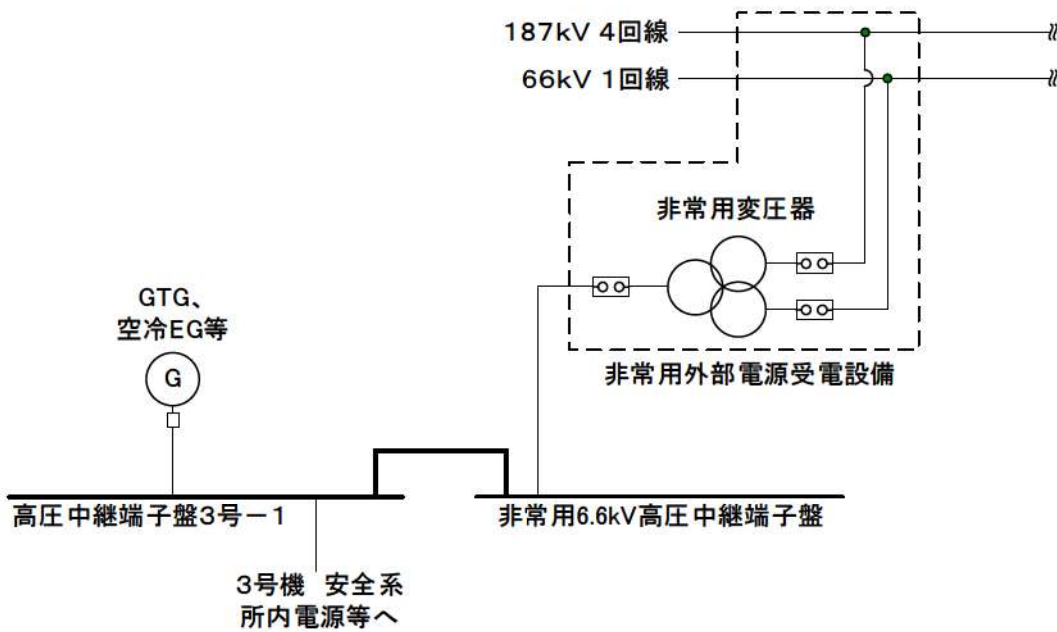 187kV 4回線
66kV 1回線
非常用変圧器
GTG、
空冷EG等
G
非常用外部電源受電設備
高圧中継端子盤3号－1
非常用6.6kV高圧中継端子盤
3号機 安全系
所内電源等へ